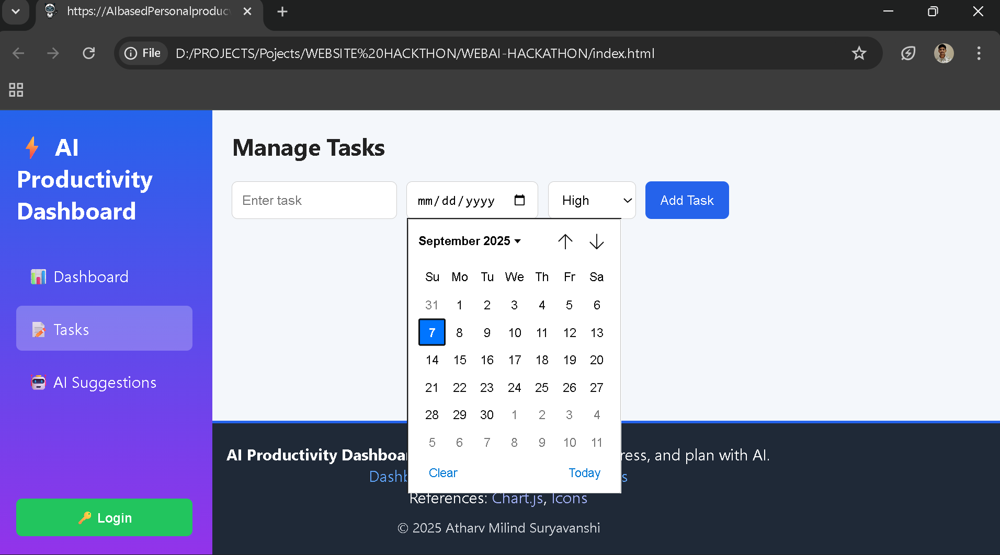 https://AIbasedPersonalproduc
File
D:/PROJECTS/Pojects/WEBSITE%20HACKTHON/WEBAI-HACKATHON/index.html
AI
Productivity
Dashboard
Dashboard
Tasks
AI Suggestions
Login
Manage Tasks
Enter task
mm/dd/yyyy
High
Add Task
September 2025
Su Mo Tu We Th Fr Sa
31 1 2 3 4 5 6
7 8 9 10 11 12 13
14 15 16 17 18 19 20
21 22 23 24 25 26 27
28 29 30 1 2 3 4
5 6 7 8 9 10 11
Clear Today
AI Productivity ress, and plan with AI.
References: Chart.js, Icons
© 2025 Atharv Milind Suryavanshi